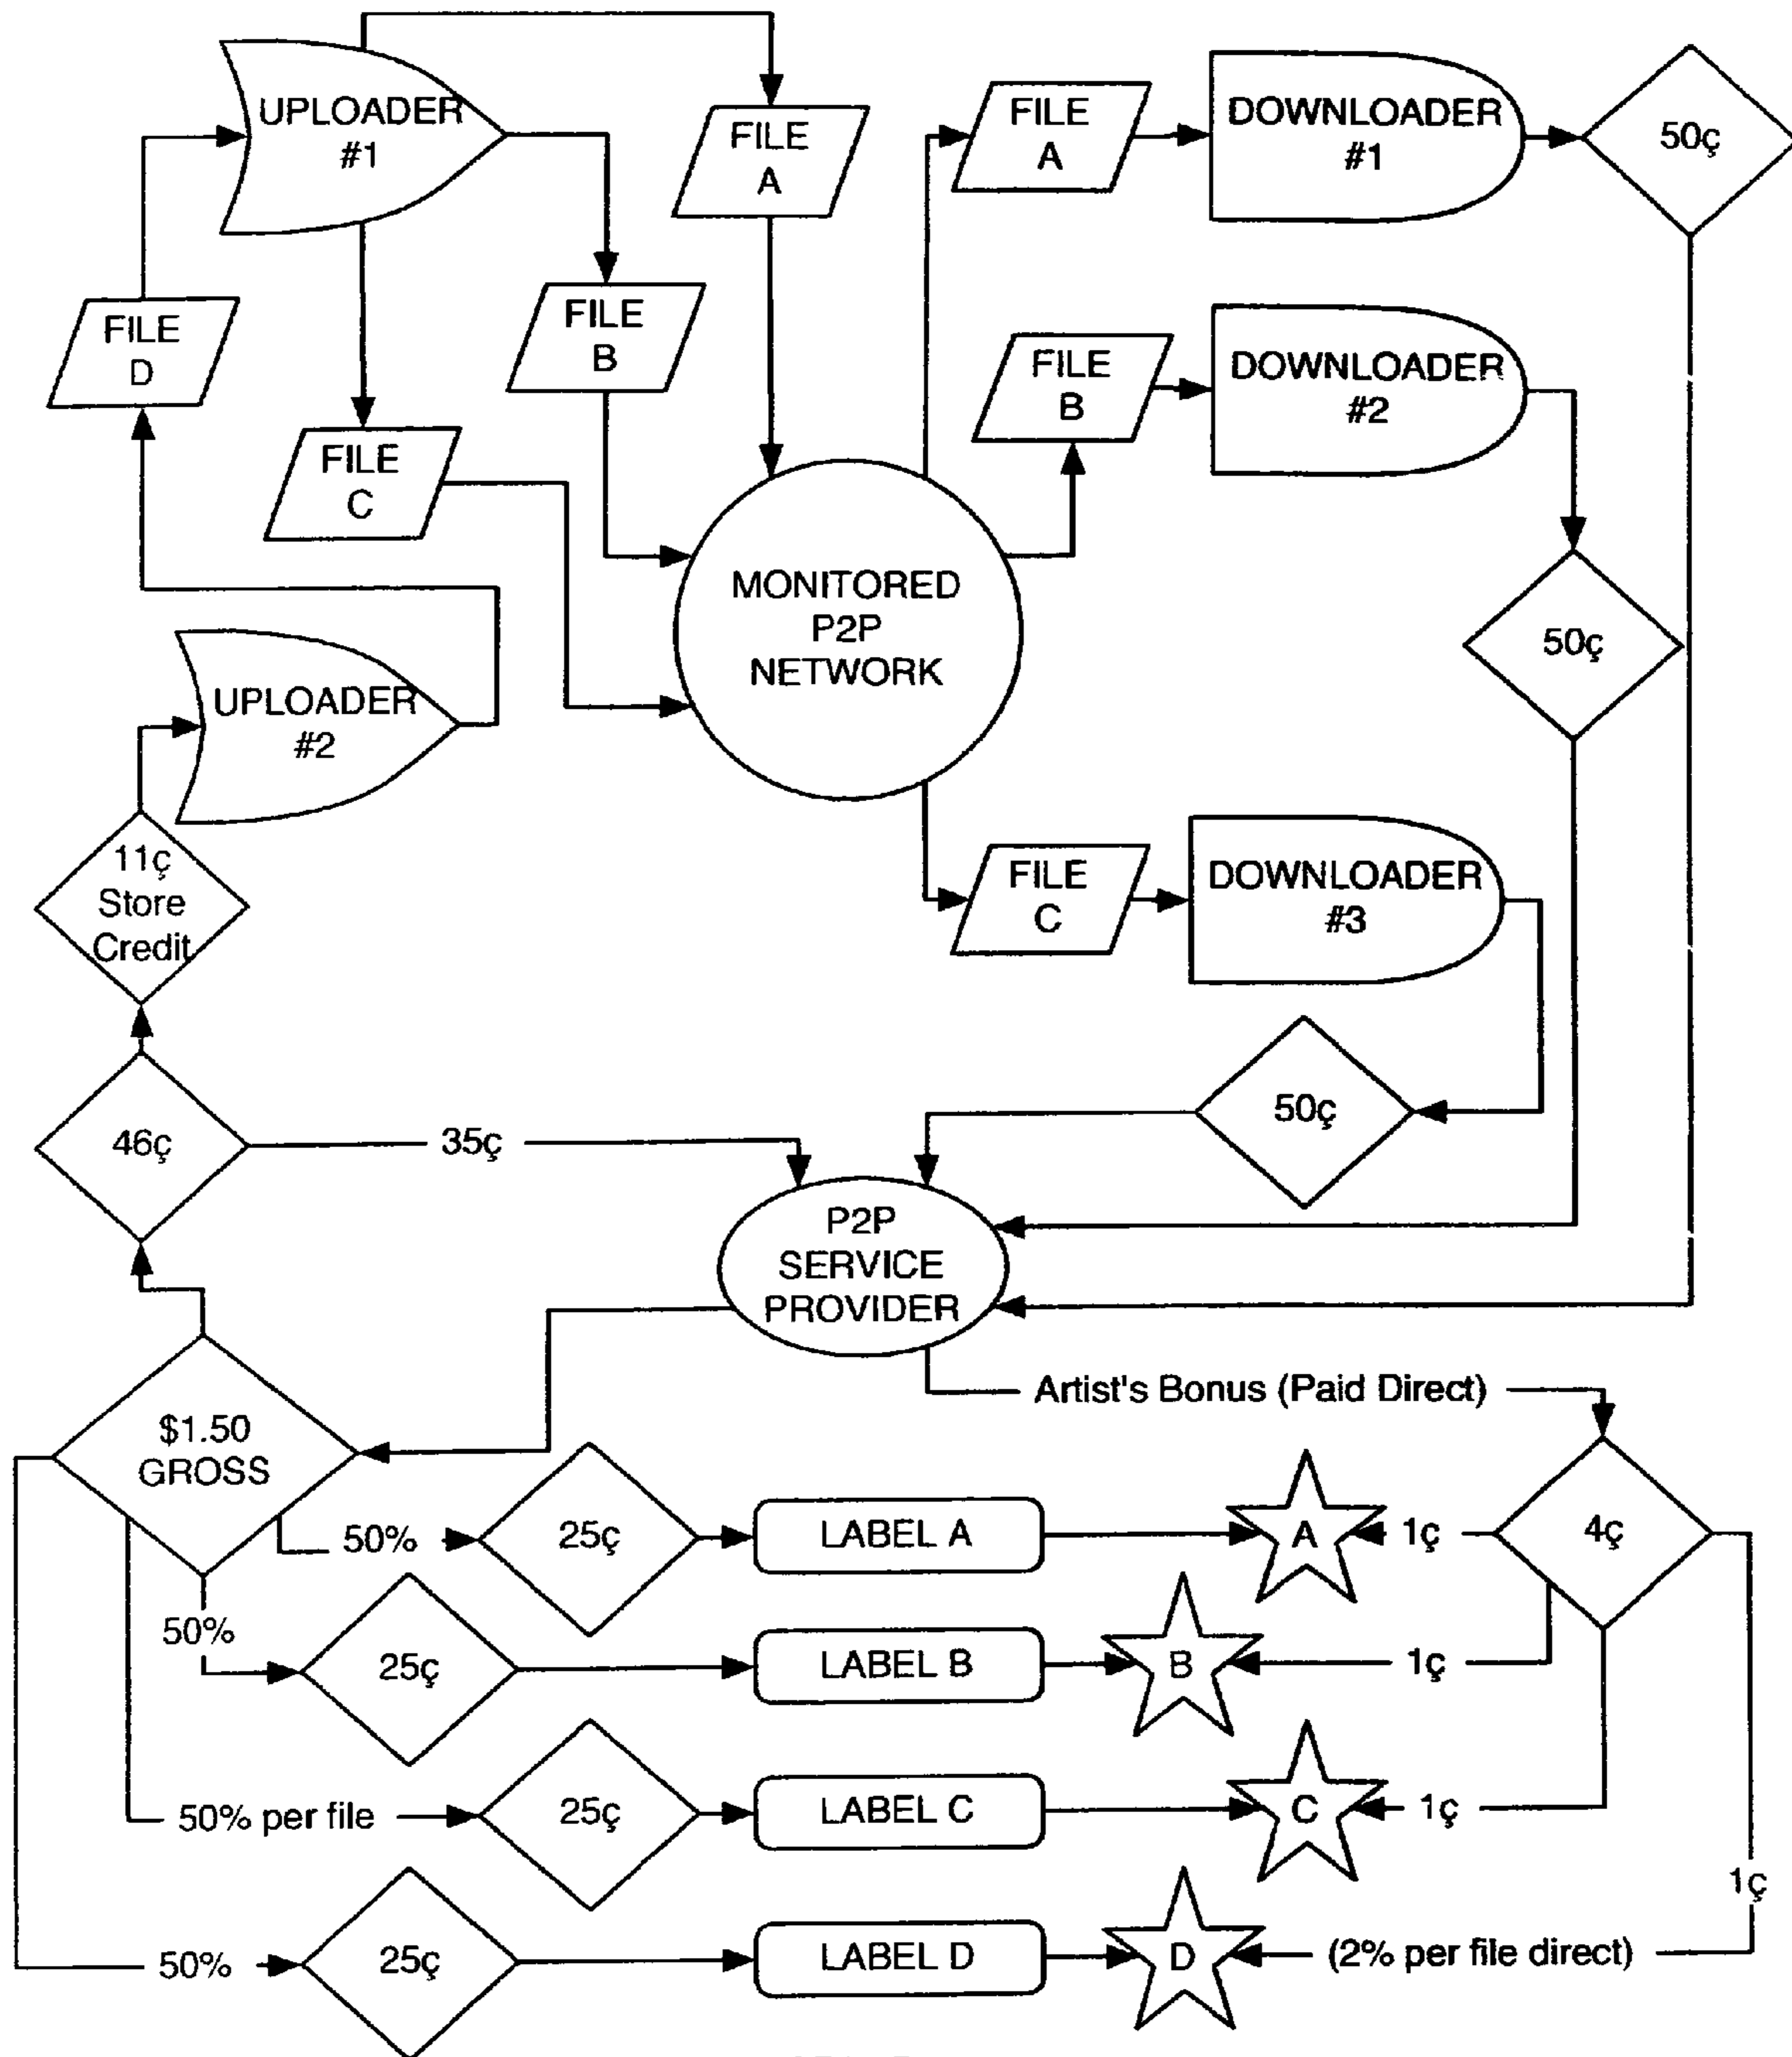 UPLOADER
#1
FILE
A
FILE
A
DOWNLOADER
#1
50ç
FILE
D
FILE
B
FILE
B
DOWNLOADER
#2
FILE
C
MONITORED
P2P
NETWORK
50ç
UPLOADER
#2
11ç
Store
Credit
FILE
C
DOWNLOADER
#3
46ç
35ç
50ç
P2P
SERVICE
PROVIDER
Artist's Bonus (Paid Direct)
$1.50
GROSS
50%
25ç
LABEL A
A
1ç
4ç
50%
25ç
LABEL B
B
1ç
50% per file
25ç
LABEL C
C
1ç
1ç
50%
25ç
LABEL D
D
(2% per file direct)